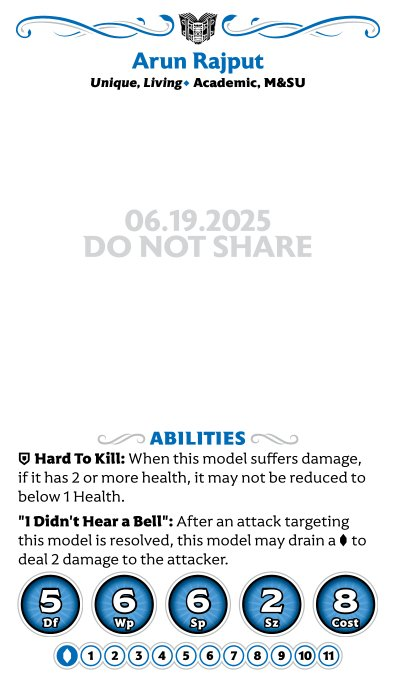 Arun Rajput
Unique, Living Academic, M&SU
06.19.2025
DO NOT SHARE
ABILITIES
Hard To Kill: When this model suffers damage,
if it has 2 or more health, it may not be reduced to
below 1 Health.
"I Didn't Hear a Bell": After an attack targeting
this model is resolved, this model may drain a to
deal 2 damage to the attacker.
5 6 6 2 8
Df Wp Sp Sz Cost
1 2 3 4 5 6 7 8 9 10 11